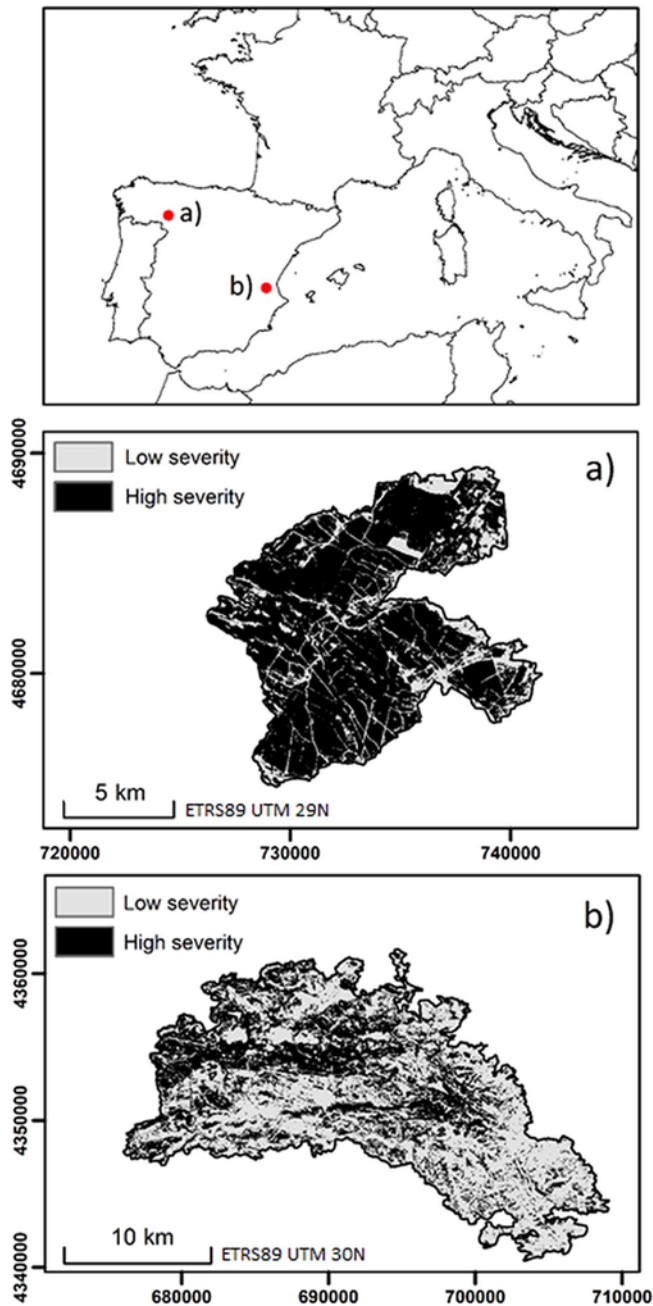 a)
b)
Low severity
High severity
a)
4690000
4680000
5 km
ETRS89 UTM 29N
720000 730000 740000
Low severity
High severity
b)
4360000
4350000
4340000
10 km
ETRS89 UTM 30N
680000 690000 700000 710000